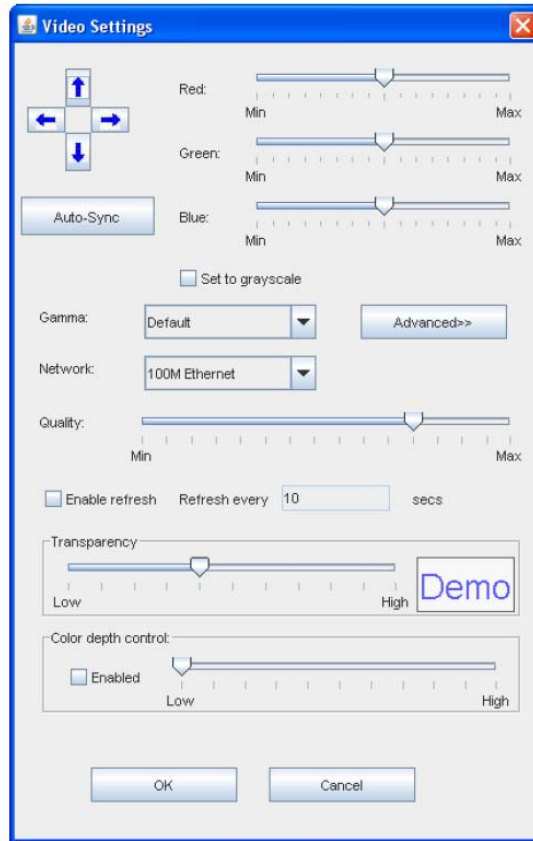 Video Settings
Red:
Min Max
Green:
Min Max
Auto-Sync
Blue:
Min Max
Set to grayscale
Gamma: Default Advanced>>
Network: 100M Ethernet
Quality:
Min Max
Enable refresh Refresh every 10 secs
Transparency
Low High
Demo
Color depth control:
Enabled
Low High
OK Cancel